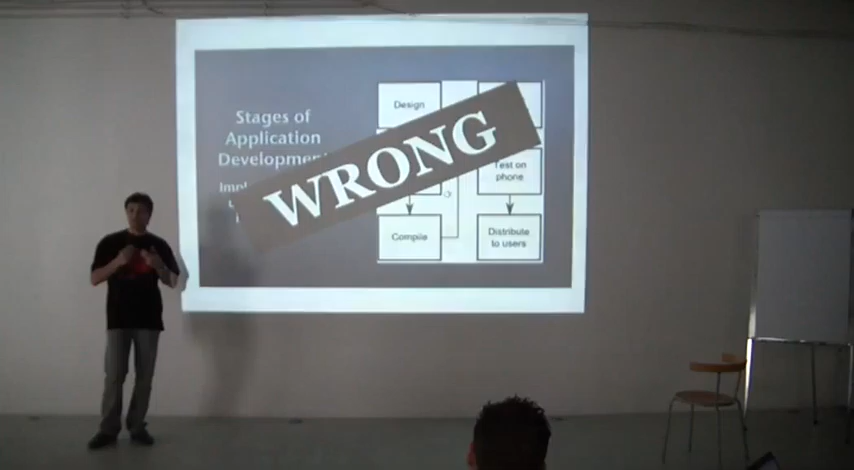 Stages of
Application
Development
WRONG
Design
Compile
Test on
phone
Distribute
to users